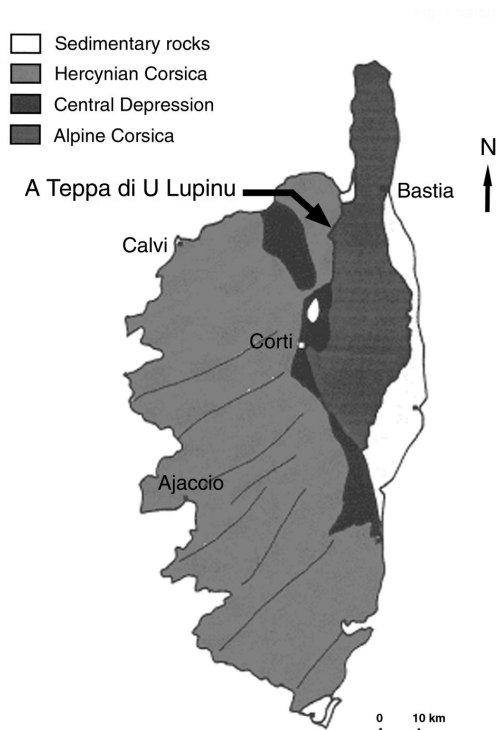 Sedimentary rocks
Hercynian Corsica
Central Depression
Alpine Corsica
N
A Teppa di U Lupinu
Bastia
Calvi
Corti
Ajaccio
0 10 km